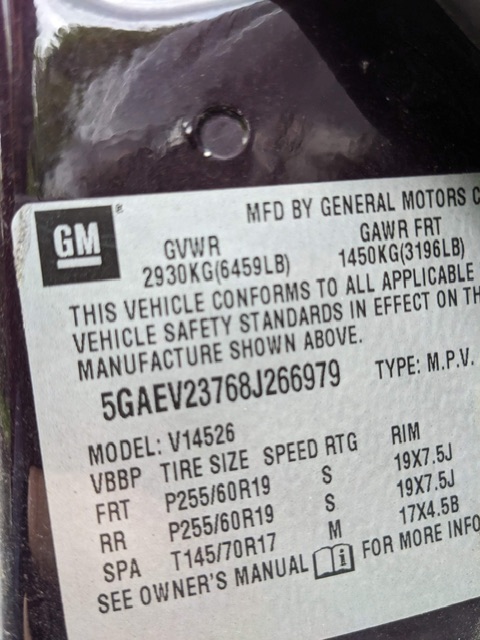 GM® MFD BY GENERAL MOTORS
GVWR GAWR FRT
2930KG(6459LB) 1450KG(3196LB)
THIS VEHICLE CONFORMS TO ALL APPLICABLE
VEHICLE SAFETY STANDARDS IN EFFECT ON
MANUFACTURE SHOWN ABOVE.
5GAEV23768J266979 TYPE: M.P.V.
MODEL: V14526
VBBP TIRE SIZE SPEED RTG RIM
FRT P255/60R19 S 19X7.5J
RR P255/60R19 S 19X7.5J
SPA T145/70R17 M 17X4.5B
SEE OWNER'S MANUAL i FOR MORE INFO